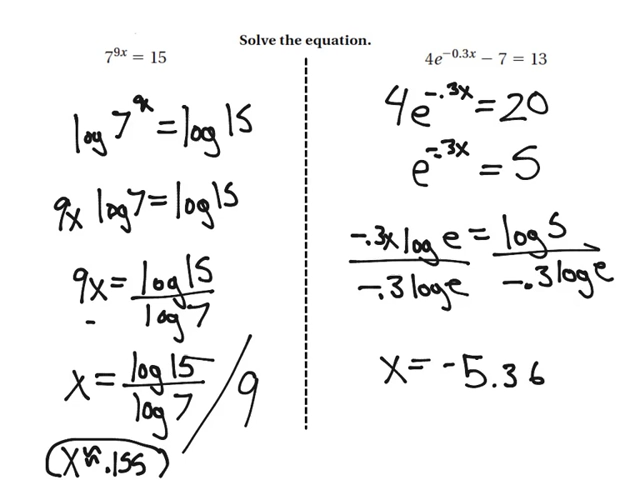 Solve the equation.
7^{9x} = 15
log 7^{9x} = log 15
9x log 7 = log 15
9x = log 15 / log 7
x = log 15 / log 7 / 9
x ≈ .155
4e^{−0.3x} − 7 = 13
4e^{-.3x} = 20
e^{-.3x} = 5
-.3x log e = log 5
-.3 log e -.3 log e
x = -5.36